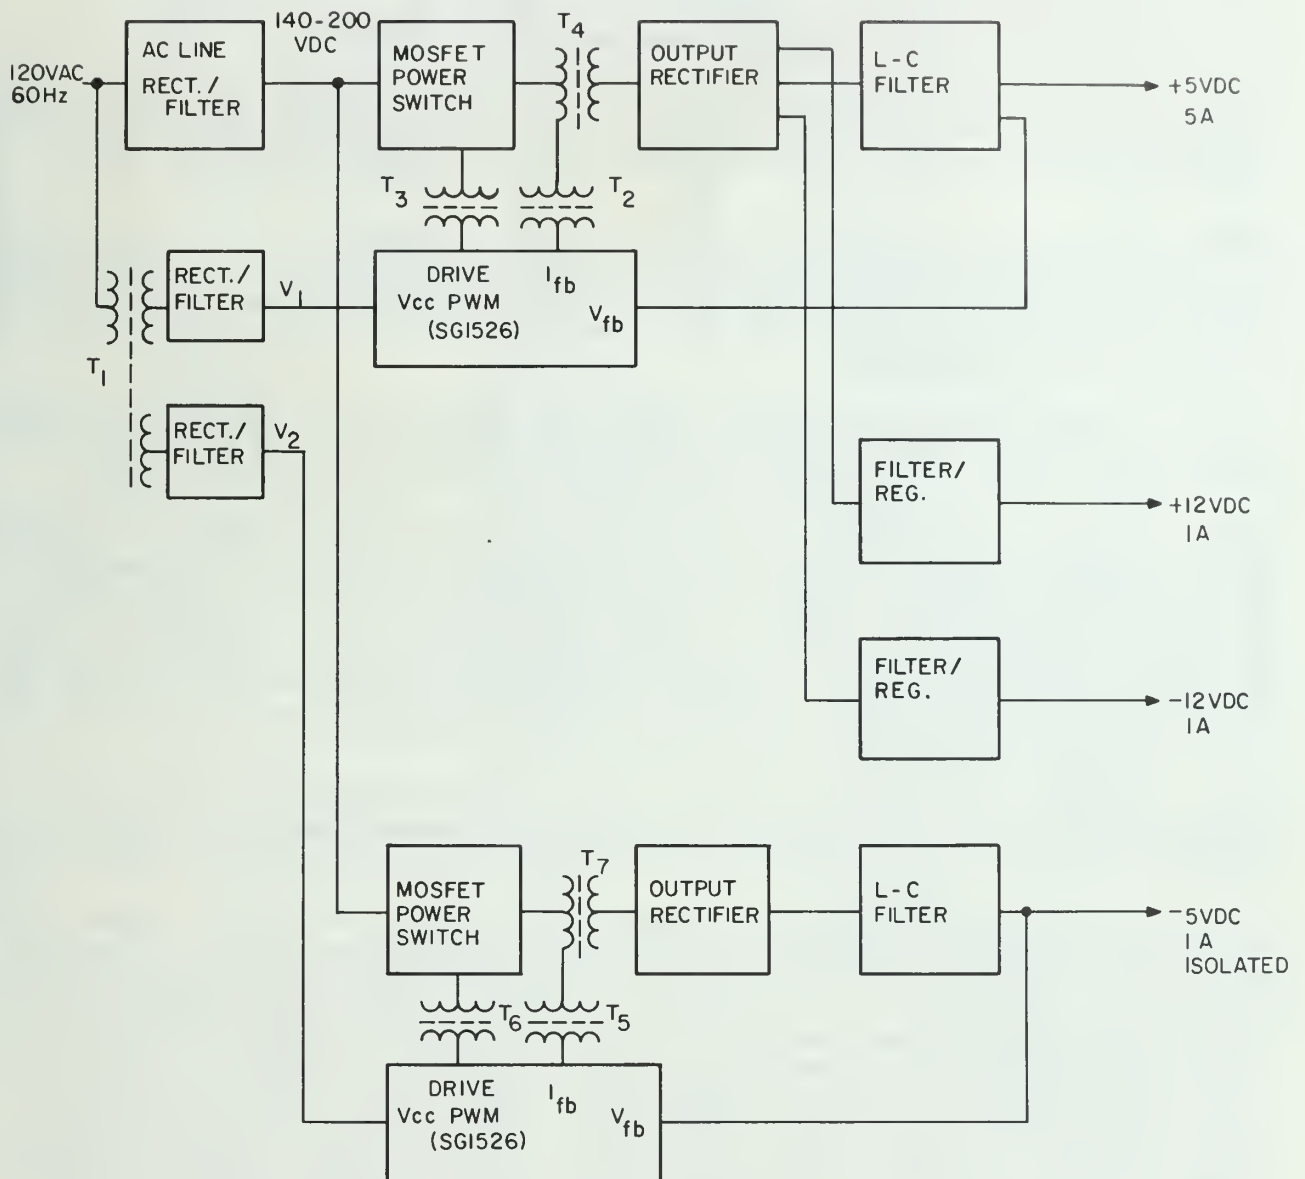 120VAC
60Hz
AC LINE
RECT./
FILTER
140-200
VDC
MOSFET
POWER
SWITCH
T4
OUTPUT
RECTIFIER
L-C
FILTER
+5VDC
5A
T3
T2
RECT./
FILTER
V1
DRIVE
Ifb
Vcc PWM
(SG1526)
Vfb
T1
RECT./
FILTER
V2
FILTER/
REG.
+12VDC
1A
FILTER/
REG.
-12VDC
1A
MOSFET
POWER
SWITCH
T7
OUTPUT
RECTIFIER
L-C
FILTER
-5VDC
1A
ISOLATED
T6
T5
DRIVE
Ifb
Vcc PWM
(SG1526)
Vfb